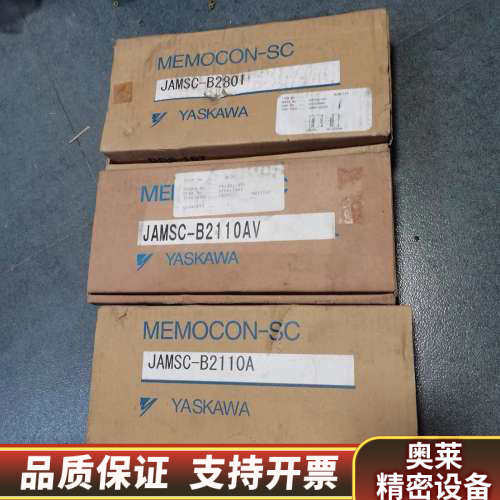 MEMOCON-SC
JAMSC-B2801
YASKAWA
MEMOCON-SC
JAMSC-B2110AV
YASKAWA
MEMOCON-SC
JAMSC-B2110A
YASKAWA
品质保证 支持开票
奥莱
精密设备